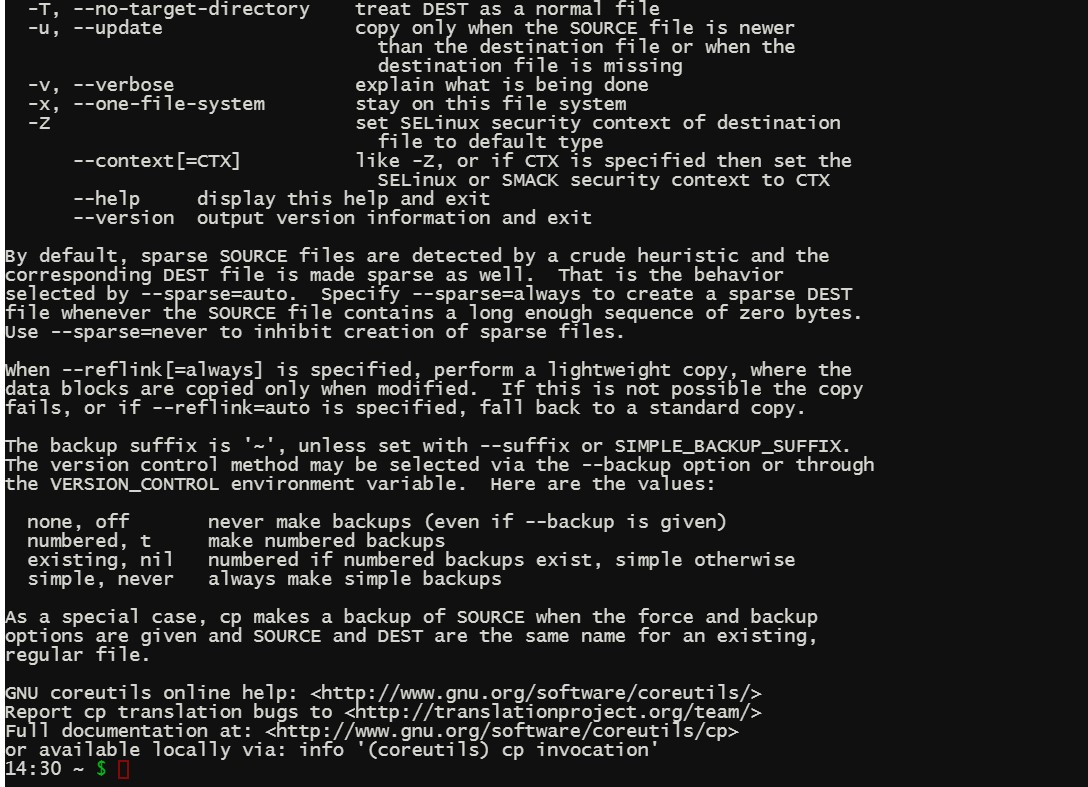 -T, --no-target-directory    treat DEST as a normal file
  -u, --update                 copy only when the SOURCE file is newer
                                 than the destination file or when the
                                 destination file is missing
  -v, --verbose                explain what is being done
  -x, --one-file-system        stay on this file system
  -Z                           set SELinux security context of destination
                                 file to default type
      --context[=CTX]          like -Z, or if CTX is specified then set the
                                 SELinux or SMACK security context to CTX
      --help     display this help and exit
      --version  output version information and exit

By default, sparse SOURCE files are detected by a crude heuristic and the
corresponding DEST file is made sparse as well.  That is the behavior
selected by --sparse=auto.  Specify --sparse=always to create a sparse DEST
file whenever the SOURCE file contains a long enough sequence of zero bytes.
Use --sparse=never to inhibit creation of sparse files.

When --reflink[=always] is specified, perform a lightweight copy, where the
data blocks are copied only when modified.  If this is not possible the copy
fails, or if --reflink=auto is specified, fall back to a standard copy.

The backup suffix is '~', unless set with --suffix or SIMPLE_BACKUP_SUFFIX.
The version control method may be selected via the --backup option or through
the VERSION_CONTROL environment variable.  Here are the values:

  none, off       never make backups (even if --backup is given)
  numbered, t     make numbered backups
  existing, nil   numbered if numbered backups exist, simple otherwise
  simple, never   always make simple backups

As a special case, cp makes a backup of SOURCE when the force and backup
options are given and SOURCE and DEST are the same name for an existing,
regular file.

GNU coreutils online help: <http://www.gnu.org/software/coreutils/>
Report cp translation bugs to <http://translationproject.org/team/>
Full documentation at: <http://www.gnu.org/software/coreutils/cp>
or available locally via: info '(coreutils) cp invocation'
14:30 ~ $